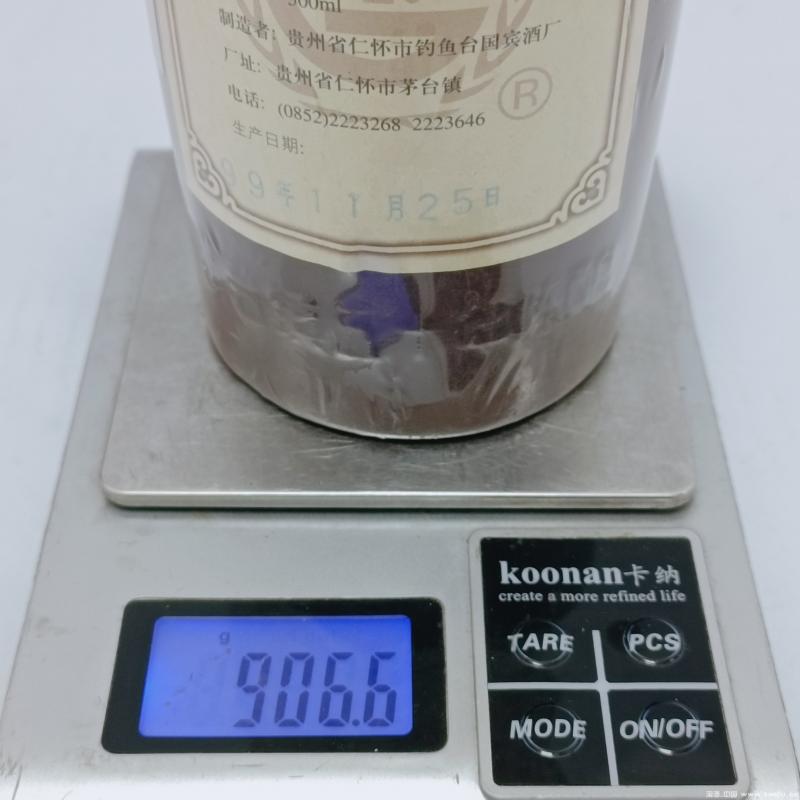 500ml
制造者: 贵州省仁怀市钓鱼台国宾酒厂
厂址: 贵州省仁怀市茅台镇
电话: (0852)2223268 2223646
生产日期:
99年11月25日
®
koonan卡纳
create a more refined life
TARE
PCS
MODE
ON/OFF
g
906.6